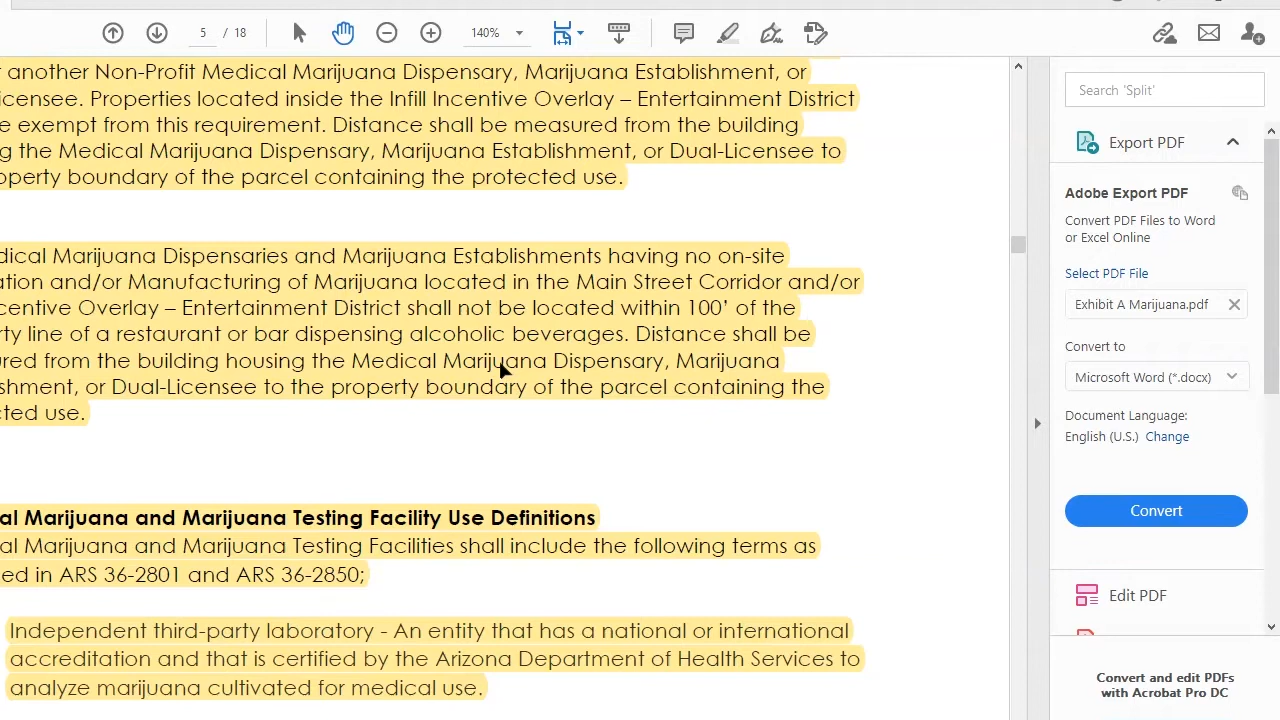 5 / 18
140%
r another Non-Profit Medical Marijuana Dispensary, Marijuana Establishment, or
icensee. Properties located inside the Infill Incentive Overlay – Entertainment District
e exempt from this requirement. Distance shall be measured from the building
g the Medical Marijuana Dispensary, Marijuana Establishment, or Dual-Licensee to
operty boundary of the parcel containing the protected use.
dical Marijuana Dispensaries and Marijuana Establishments having no on-site
ation and/or Manufacturing of Marijuana located in the Main Street Corridor and/or
centive Overlay – Entertainment District shall not be located within 100’ of the
rty line of a restaurant or bar dispensing alcoholic beverages. Distance shall be
ured from the building housing the Medical Marijuana Dispensary, Marijuana
shment, or Dual-Licensee to the property boundary of the parcel containing the
cted use.
al Marijuana and Marijuana Testing Facility Use Definitions
al Marijuana and Marijuana Testing Facilities shall include the following terms as
ed in ARS 36-2801 and ARS 36-2850;
Independent third-party laboratory - An entity that has a national or international
accreditation and that is certified by the Arizona Department of Health Services to
analyze marijuana cultivated for medical use.
Search 'Split'
Export PDF
Adobe Export PDF
Convert PDF Files to Word
or Excel Online
Select PDF File
Exhibit A Marijuana.pdf
Convert to
Microsoft Word (*.docx)
Document Language:
English (U.S.) Change
Convert
Edit PDF
Convert and edit PDFs
with Acrobat Pro DC